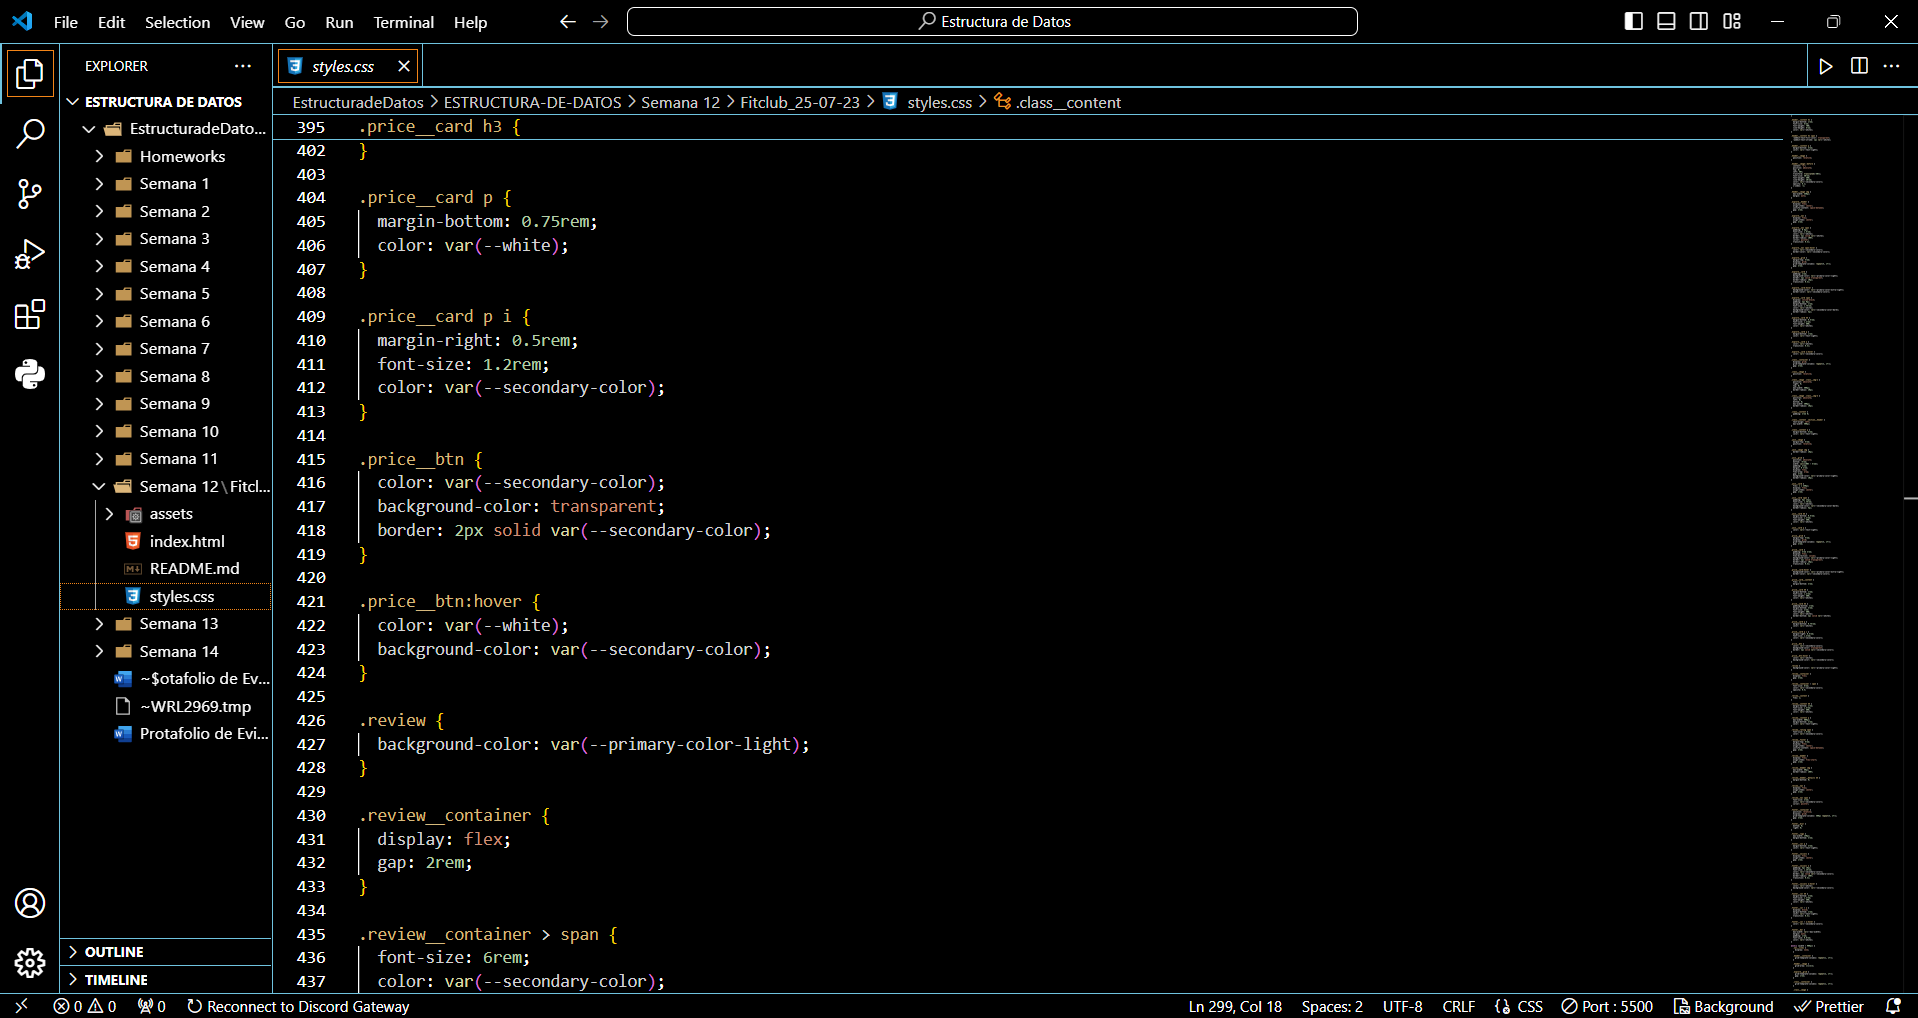 File Edit Selection View Go Run Terminal Help
Estructura de Datos
EXPLORER
ESTRUCTURA DE DATOS
EstructuradeDato...
Homeworks
Semana 1
Semana 2
Semana 3
Semana 4
Semana 5
Semana 6
Semana 7
Semana 8
Semana 9
Semana 10
Semana 11
Semana 12\Fitcl...
assets
index.html
README.md
styles.css
Semana 13
Semana 14
~$otafolio de Ev...
~WRL2969.tmp
Protafolio de Evi...
OUTLINE
TIMELINE
styles.css
EstructuradeDatos > ESTRUCTURA-DE-DATOS > Semana 12 > Fitclub_25-07-23 > styles.css > .class__content
395 .price__card h3 {
402 }
403
404 .price__card p {
405 margin-bottom: 0.75rem;
406 color: var(--white);
407 }
408
409 .price__card p i {
410 margin-right: 0.5rem;
411 font-size: 1.2rem;
412 color: var(--secondary-color);
413 }
414
415 .price__btn {
416 color: var(--secondary-color);
417 background-color: transparent;
418 border: 2px solid var(--secondary-color);
419 }
420
421 .price__btn:hover {
422 color: var(--white);
423 background-color: var(--secondary-color);
424 }
425
426 .review {
427 background-color: var(--primary-color-light);
428 }
429
430 .review__container {
431 display: flex;
432 gap: 2rem;
433 }
434
435 .review__container > span {
436 font-size: 6rem;
437 color: var(--secondary-color);
0 0 0 Reconnect to Discord Gateway
Ln 299, Col 18 Spaces: 2 UTF-8 CRLF {} CSS Port : 5500 Background Prettier